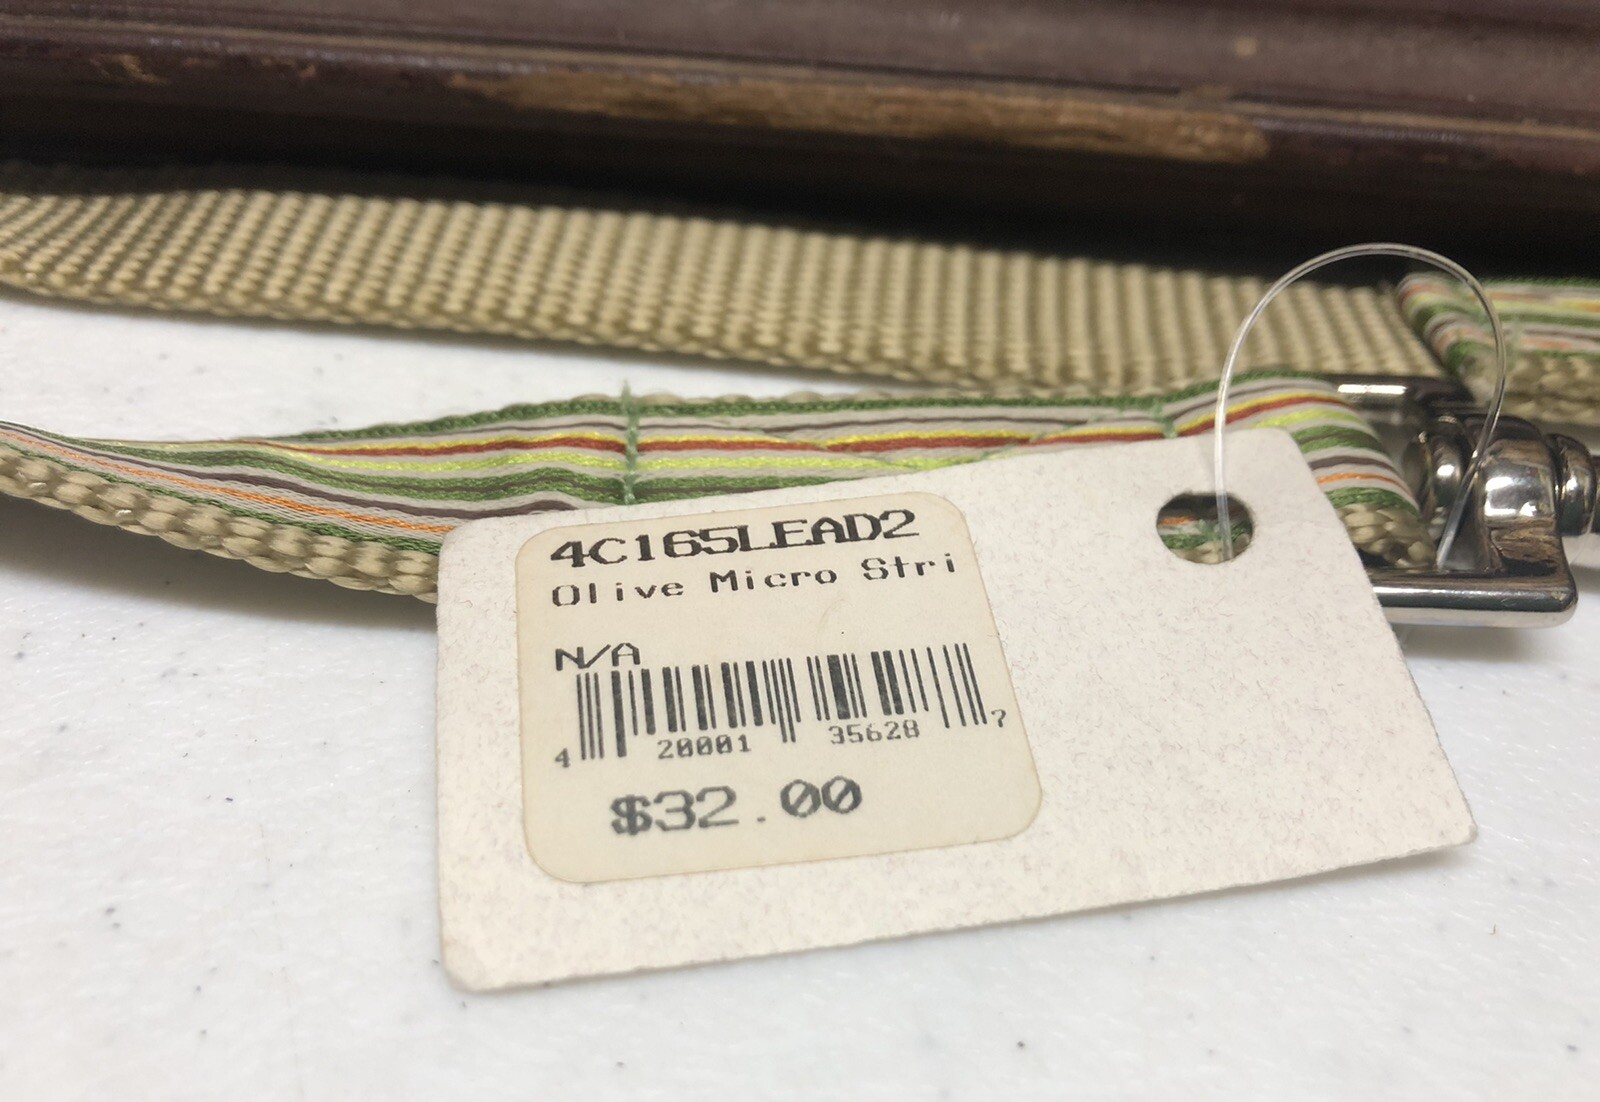 4C165LEAD2
Olive Micro Stri
N/A
4 20001 35628 7
$32.00